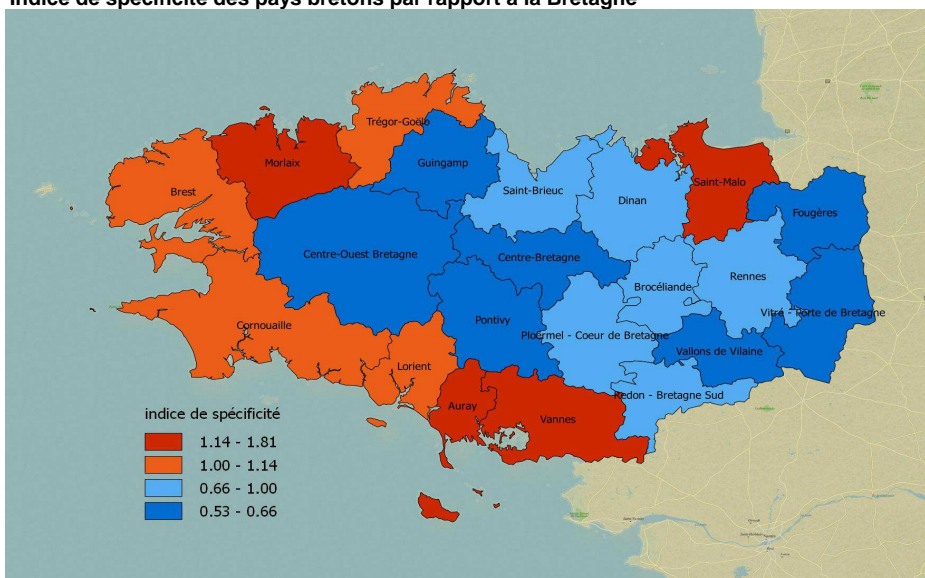 Indice de spécificité des pays bretons par rapport à la Bretagne
Trégor-Goëlo
Morlaix
Guingamp
Saint-Malo
Brest
Saint-Brieuc
Dinan
Fougères
Centre-Ouest Bretagne
Centre-Bretagne
Rennes
Brocéliande
Pontivy
Vitré - Porte de Bretagne
Cornouaille
Ploërmel - Coeur de Bretagne
Vallons de Vilaine
Lorient
Redon - Bretagne Sud
Auray
Vannes
indice de spécificité
1.14 - 1.81
1.00 - 1.14
0.66 - 1.00
0.53 - 0.66